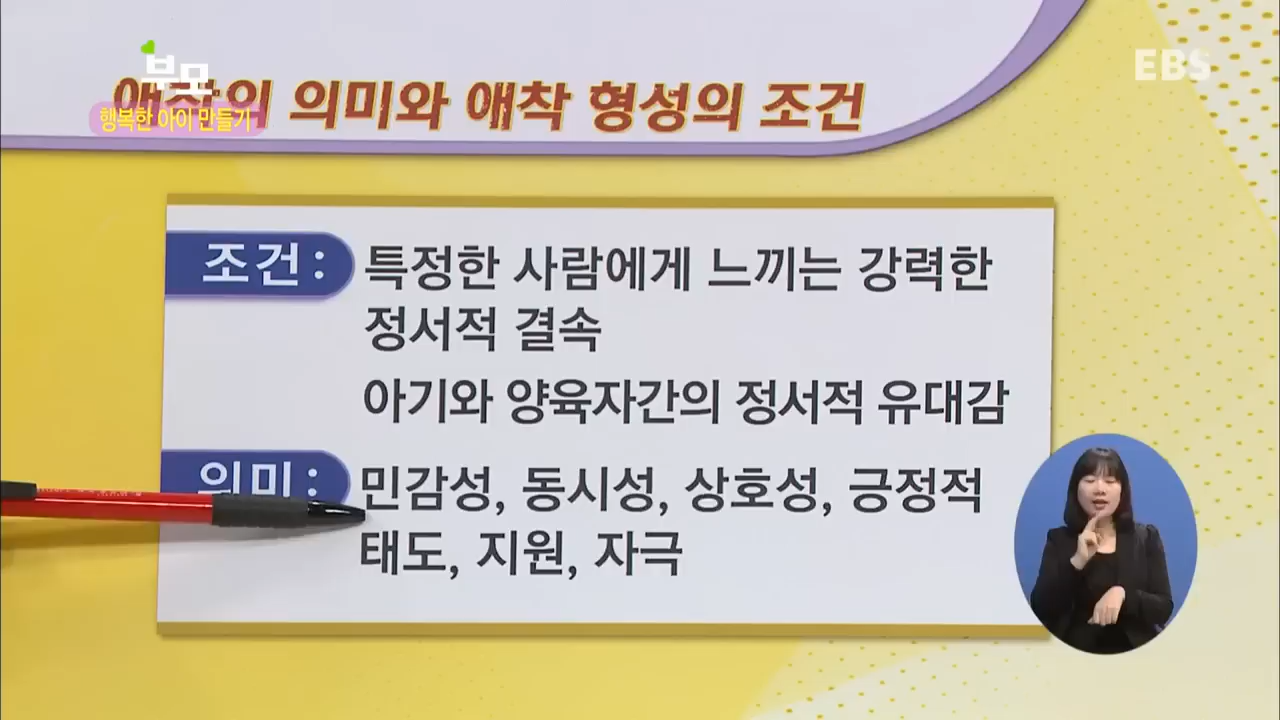 부모
행복한 아이 만들기
EBS
의미와 애착 형성의 조건
조건 :
특정한 사람에게 느끼는 강력한
정서적 결속
아기와 양육자간의 정서적 유대감
의미 :
민감성, 동시성, 상호성, 긍정적
태도, 지원, 자극